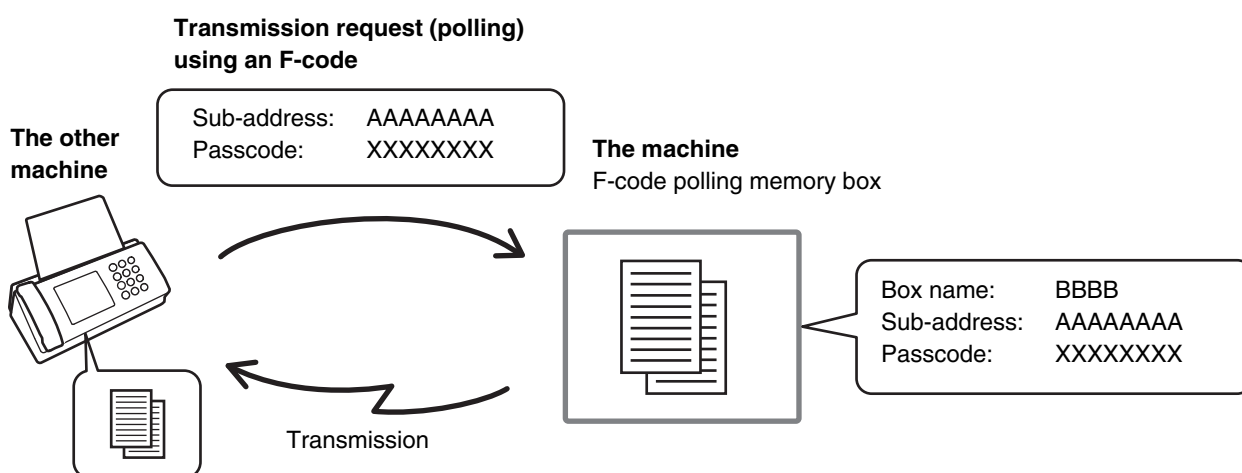 Transmission request (polling)
using an F-code
Sub-address: AAAAAAAA
Passcode: XXXXXXXX
The other
machine
The machine
F-code polling memory box
Box name: BBBB
Sub-address: AAAAAAAA
Passcode: XXXXXXXX
Transmission